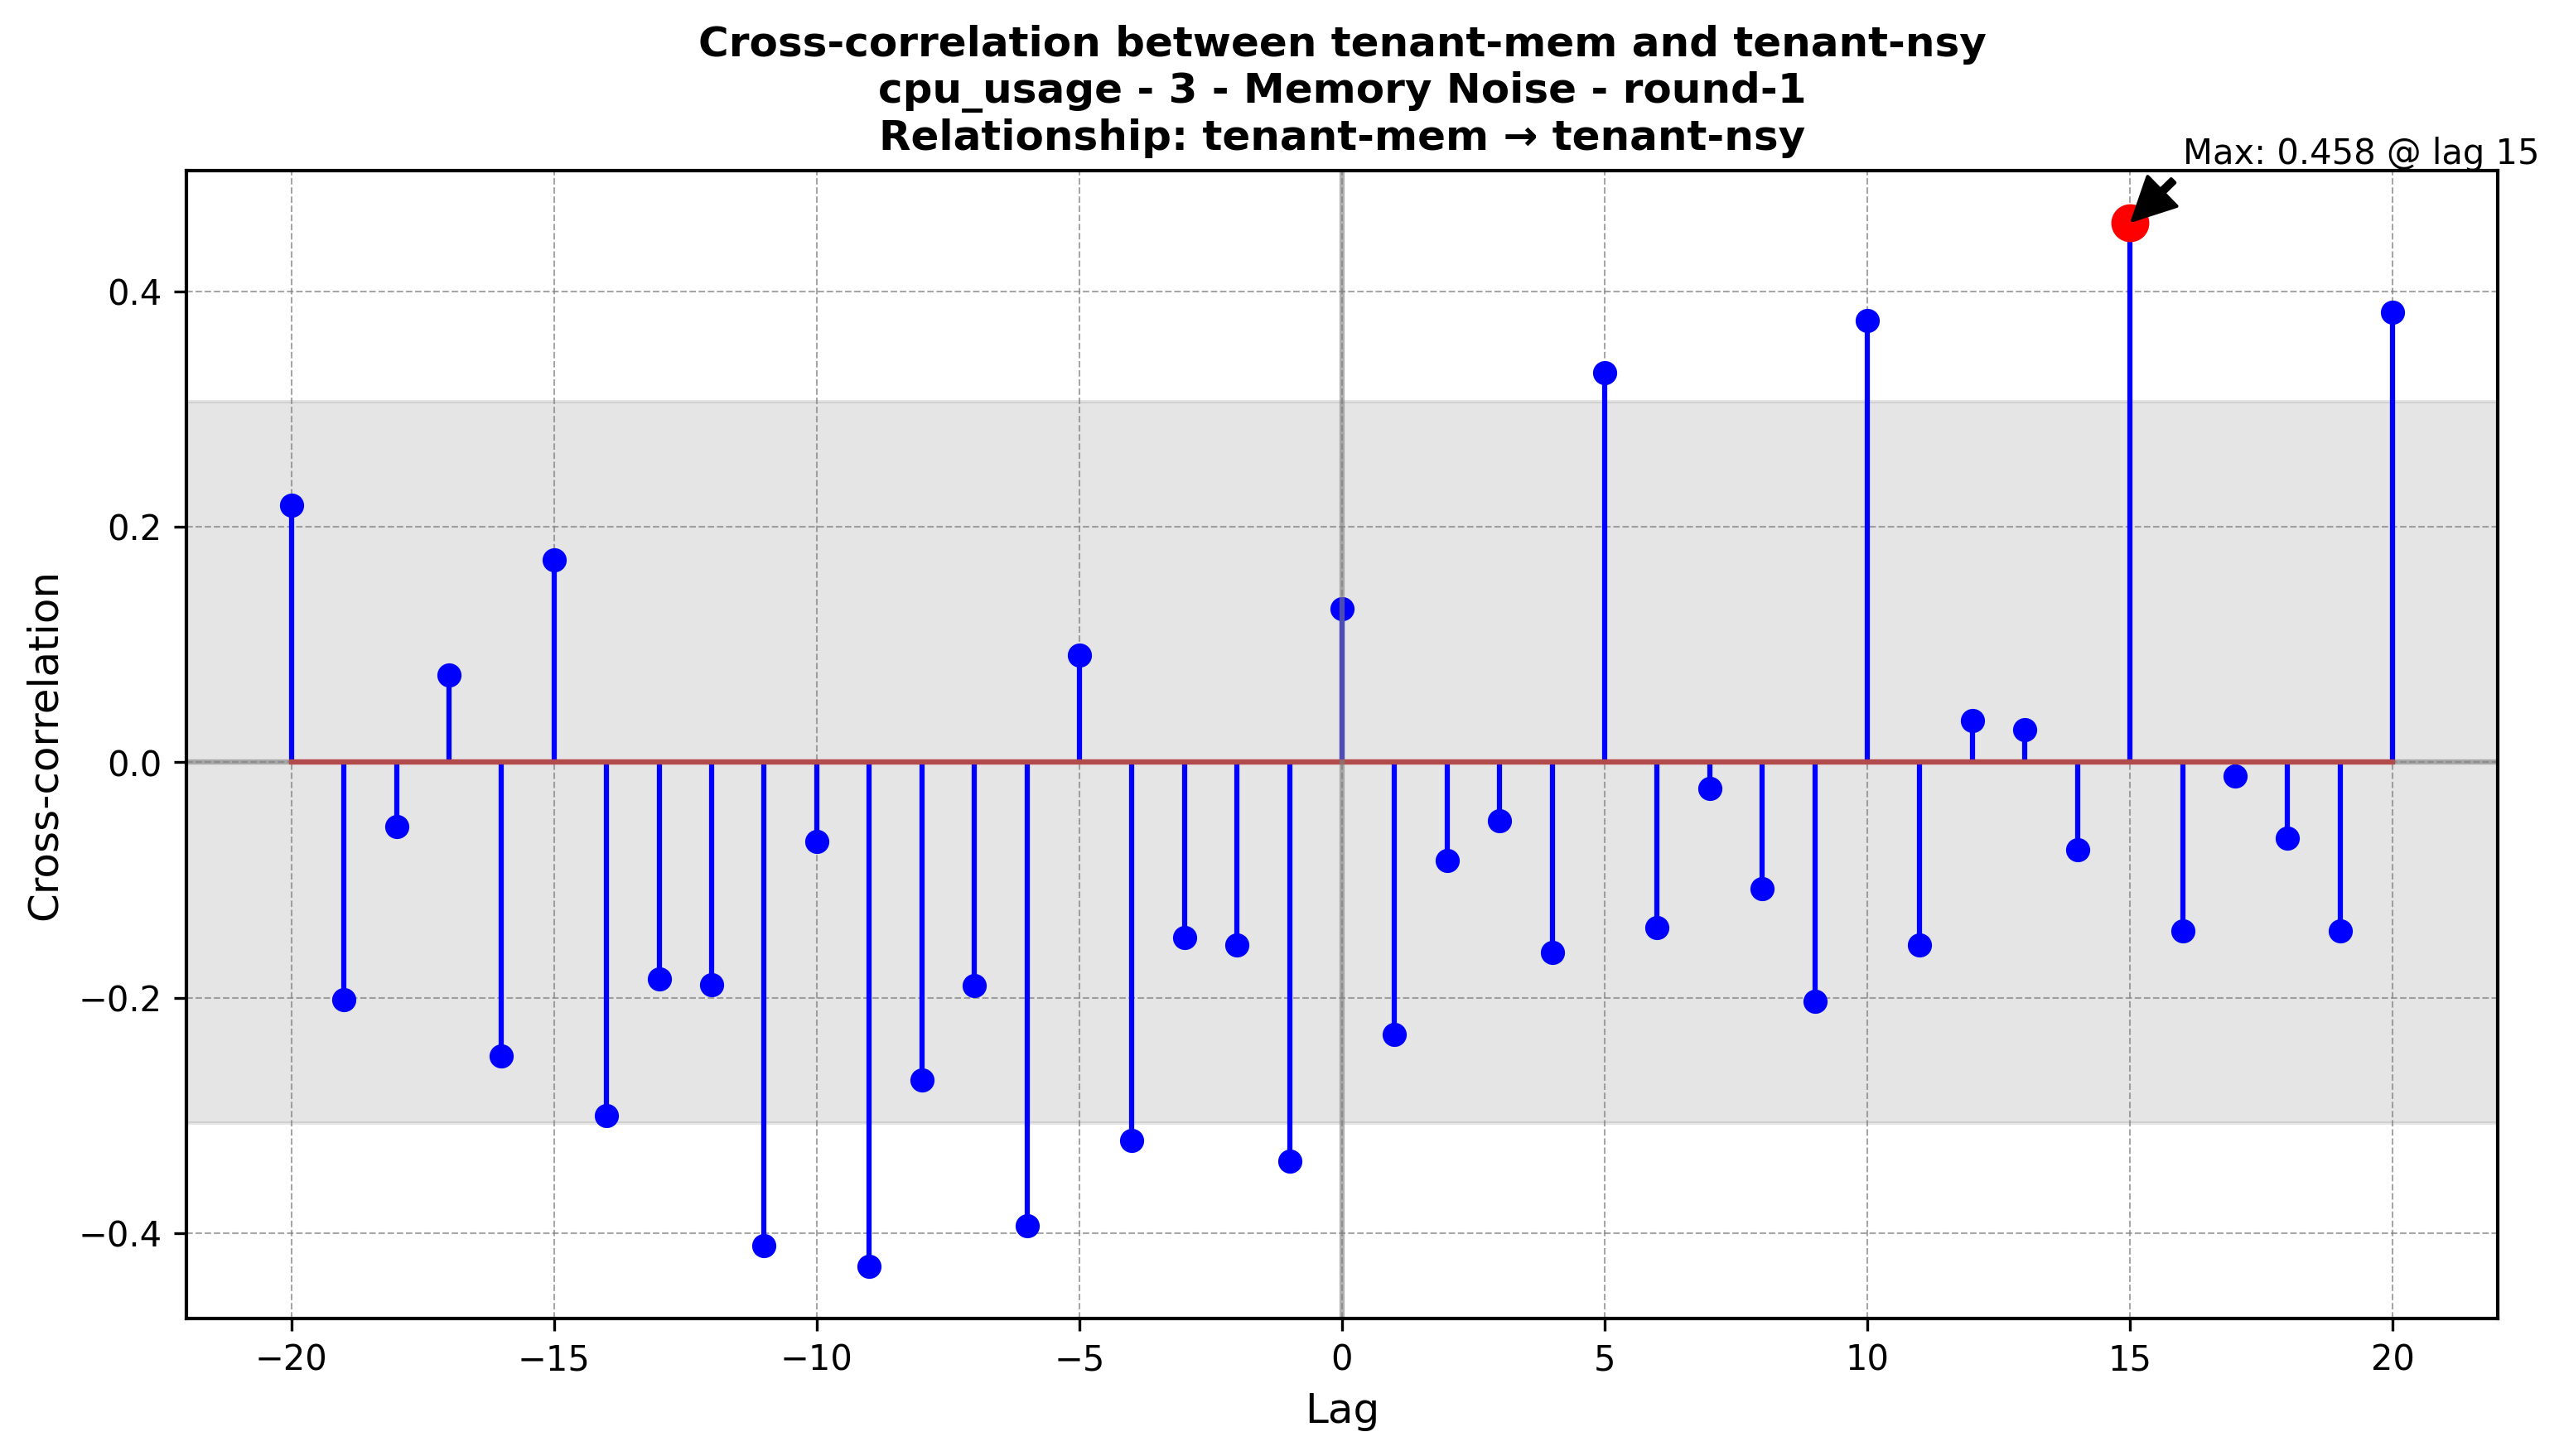 Cross-correlation between tenant-mem and tenant-nsy
cpu_usage - 3 - Memory Noise - round-1
Relationship: tenant-mem → tenant-nsy
Max: 0.458 @ lag 15
Cross-correlation
0.4
0.2
0.0
−0.2
−0.4
−20 −15 −10 −5 0 5 10 15 20
Lag